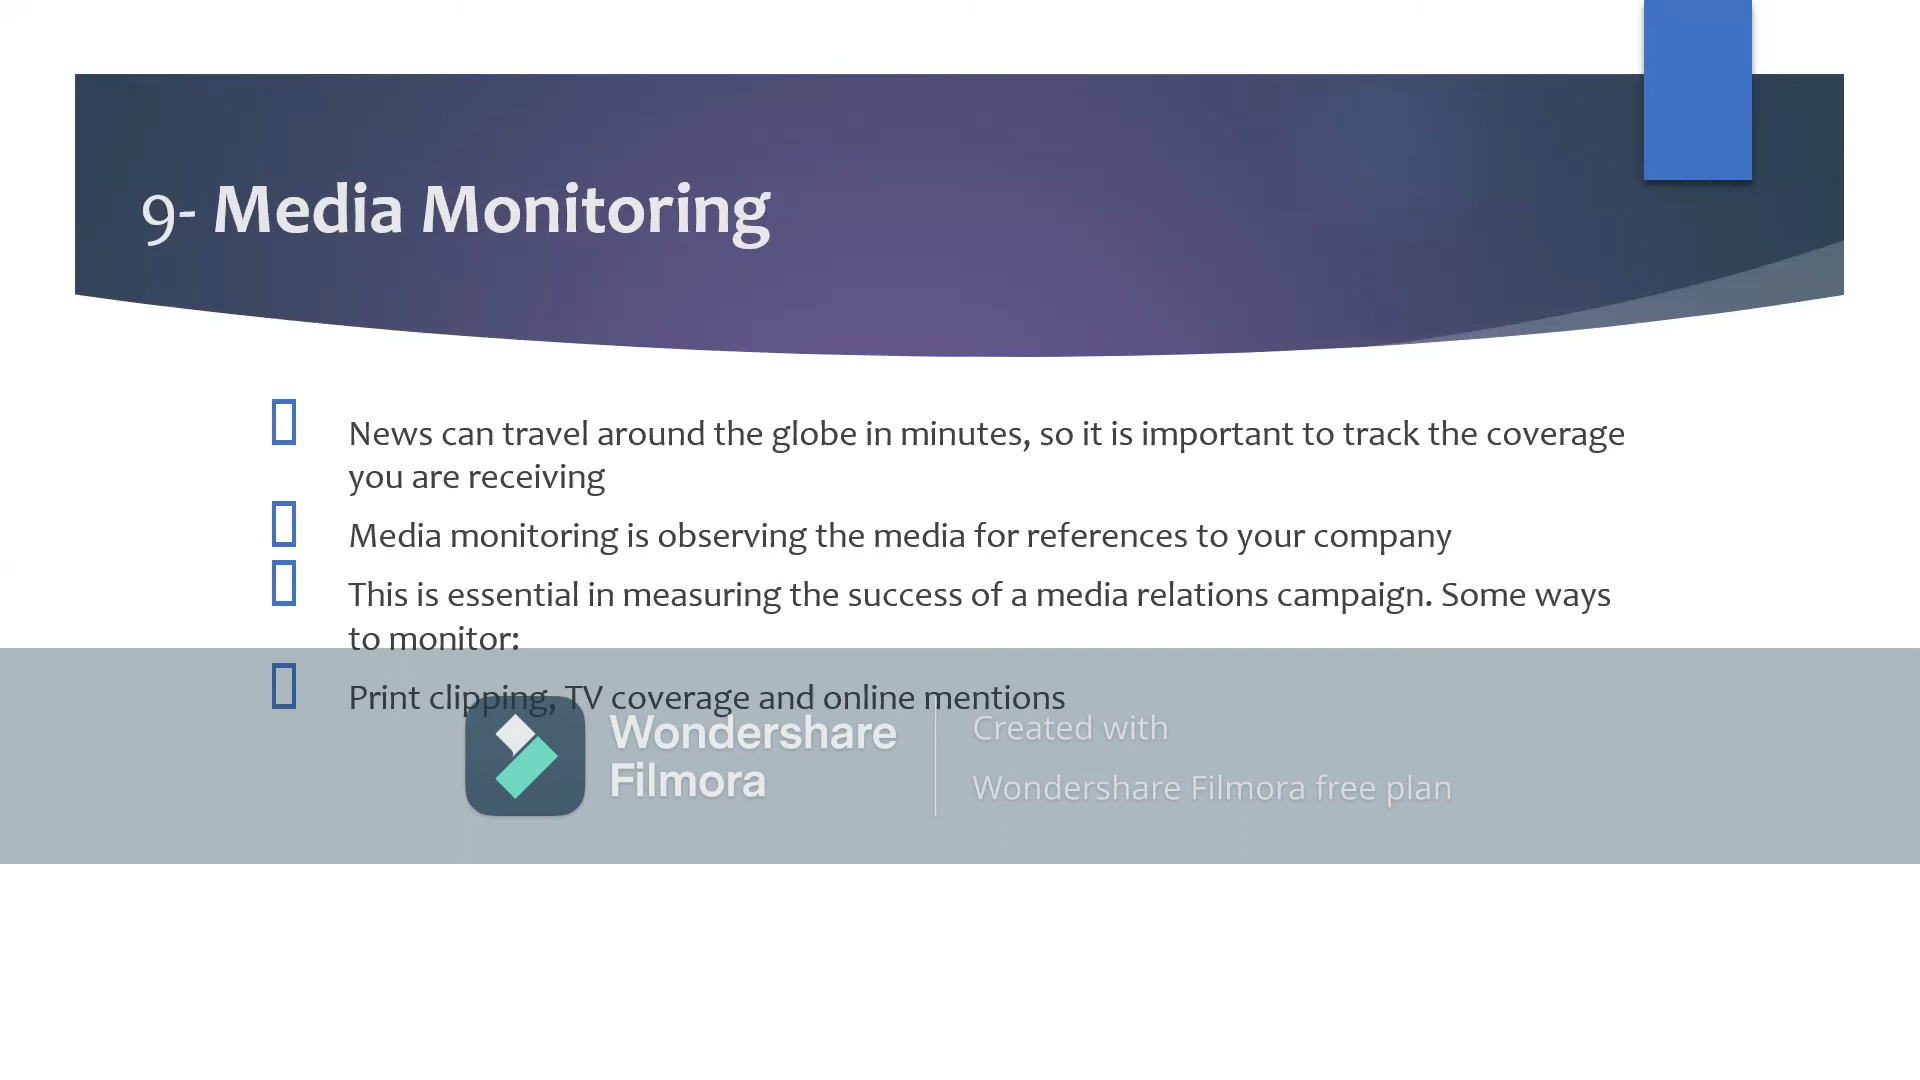 9- Media Monitoring
News can travel around the globe in minutes, so it is important to track the coverage
you are receiving
Media monitoring is observing the media for references to your company
This is essential in measuring the success of a media relations campaign. Some ways
to monitor:
Print clipping, TV coverage and online mentions
Wondershare
Filmora
Created with
Wondershare Filmora free plan